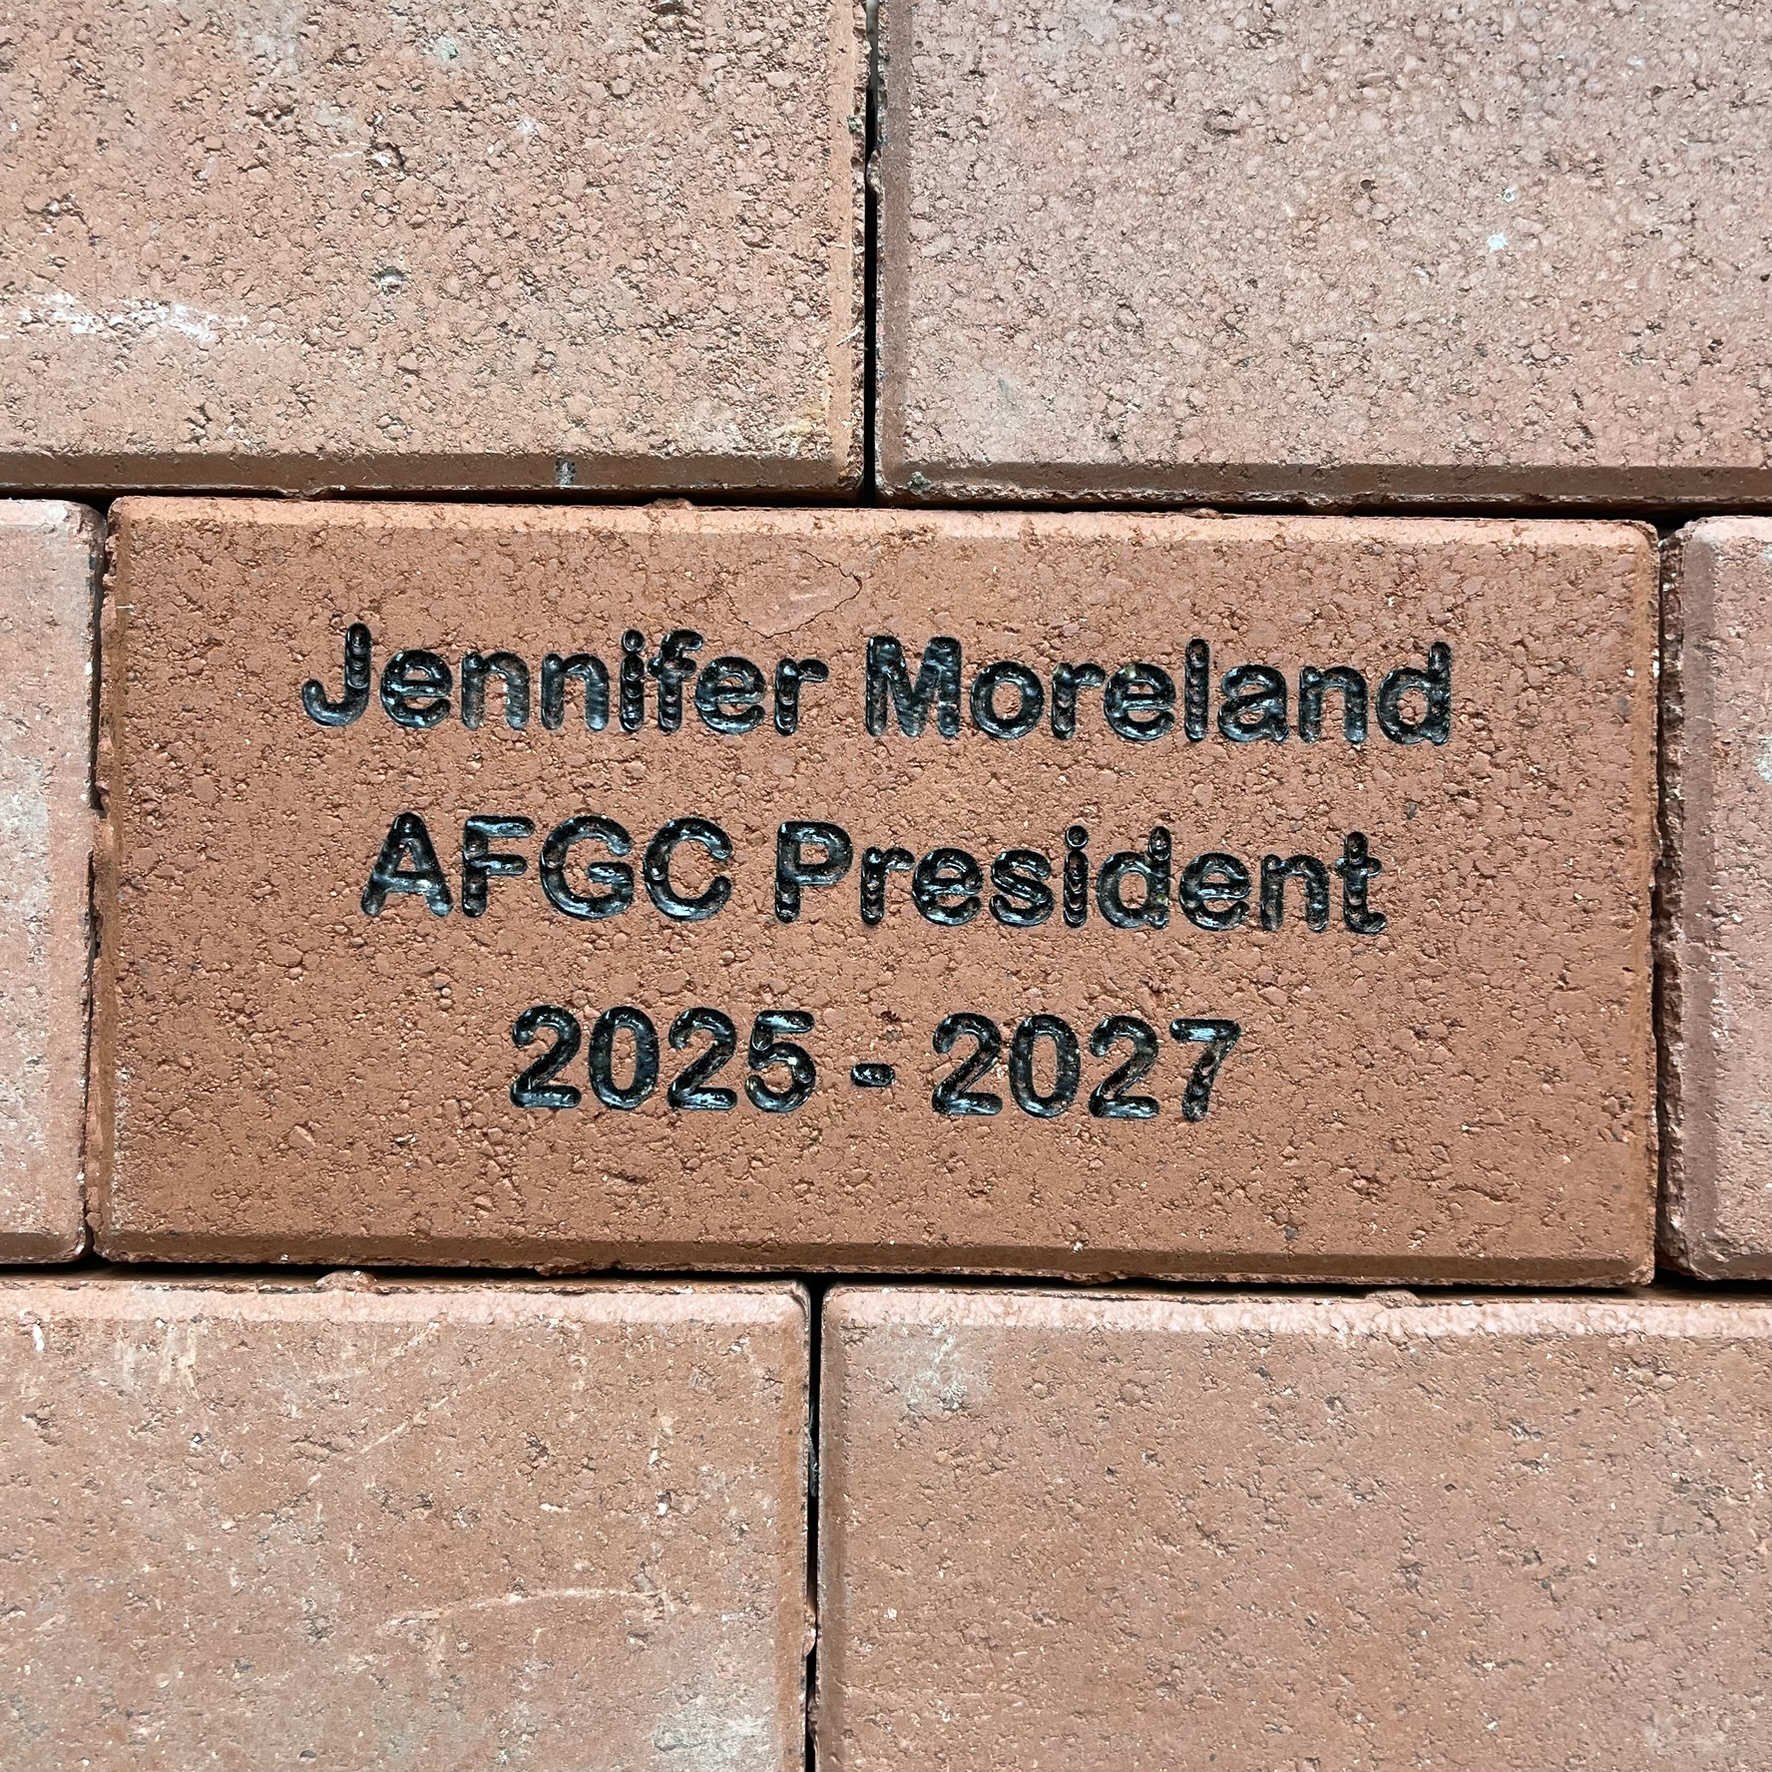 Jennifer Moreland
AFGC President
2025 - 2027